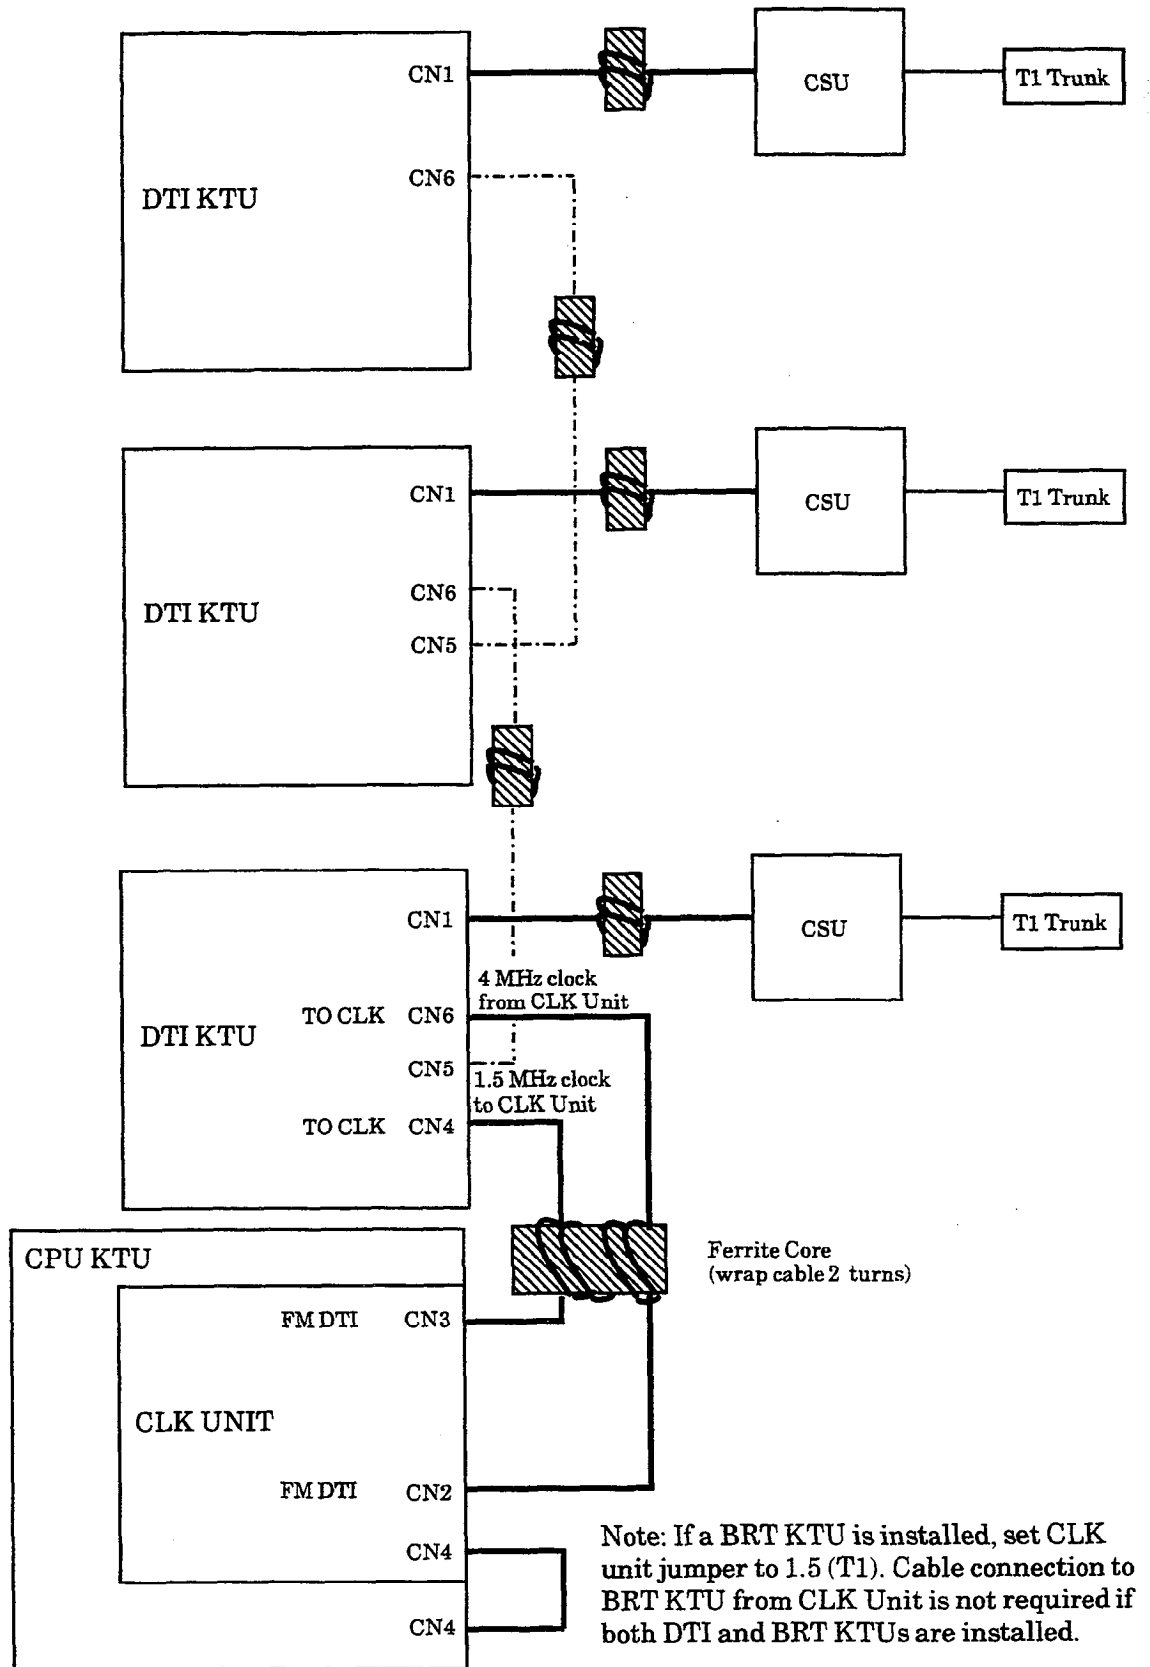 CN1
CSU
T1 Trunk
CN6
DTI KTU
CN1
CSU
T1 Trunk
CN6
DTI KTU
CN5
CN1
CSU
T1 Trunk
4 MHz clock
from CLK Unit
TO CLK CN6
DTI KTU
CN5
1.5 MHz clock
to CLK Unit
TO CLK CN4
CPU KTU
Ferrite Core
(wrap cable 2 turns)
FM DTI CN3
CLK UNIT
FM DTI CN2
CN4
CN4
Note: If a BRT KTU is installed, set CLK
unit jumper to 1.5 (T1). Cable connection to
BRT KTU from CLK Unit is not required if
both DTI and BRT KTUs are installed.